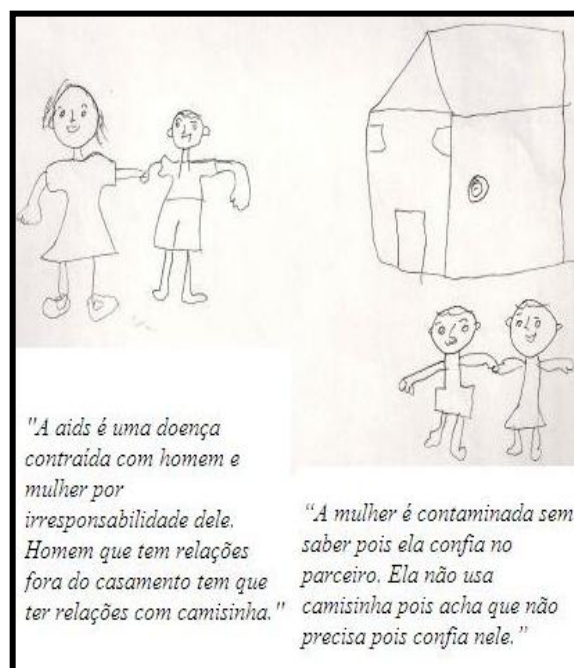 "A aids é uma doença
contraída com homem e
mulher por
irresponsabilidade dele.
Homem que tem relações
fora do casamento tem que
ter relações com camisinha."
“A mulher é contaminada sem
saber pois ela confia no
parceiro. Ela não usa
camisinha pois acha que não
precisa pois confia nele.”